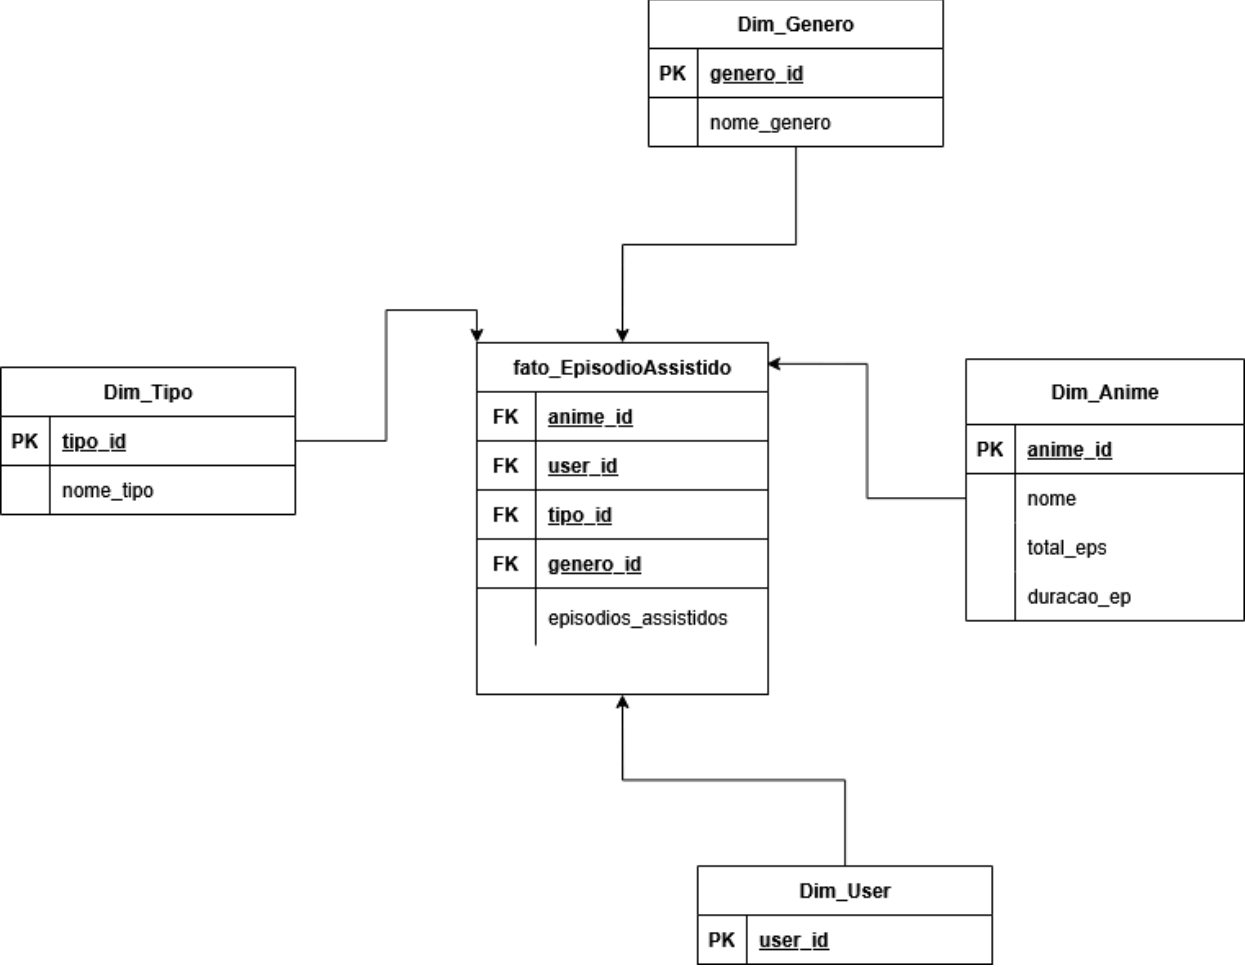 Dim_Genero
PK genero_id
nome_genero
Dim_Tipo
PK tipo_id
nome_tipo
fato_EpisodioAssistido
FK anime_id
FK user_id
FK tipo_id
FK genero_id
episodios_assistidos
Dim_Anime
PK anime_id
nome
total_eps
duracao_ep
Dim_User
PK user_id